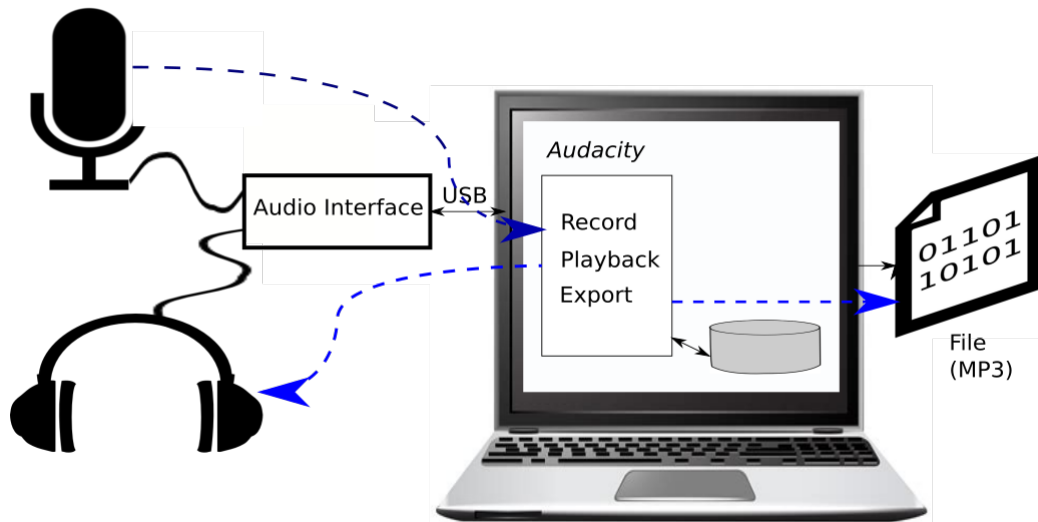 Audacity
Audio Interface
USB
Record
Playback
Export
01101
10101
File
(MP3)